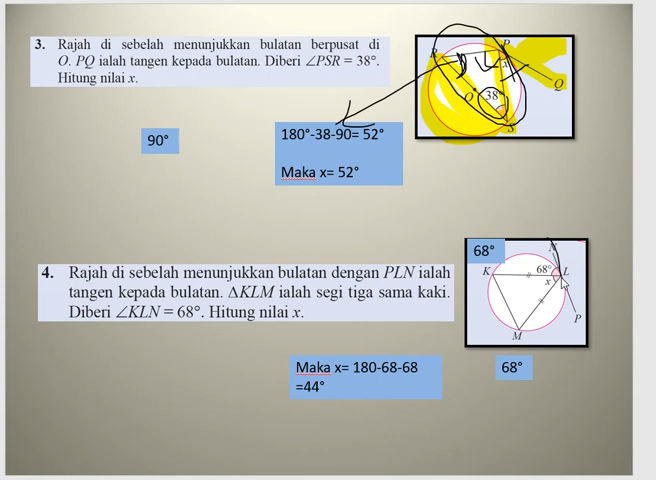 3. Rajah di sebelah menunjukkan bulatan berpusat di
O. PQ ialah tangen kepada bulatan. Diberi ∠PSR = 38°.
Hitung nilai x.
R
P
x
O
38°
Q
S
90°
180°-38-90= 52°
Maka x= 52°
4. Rajah di sebelah menunjukkan bulatan dengan PLN ialah
tangen kepada bulatan. ΔKLM ialah segi tiga sama kaki.
Diberi ∠KLN = 68°. Hitung nilai x.
68°
N
K
68°
L
x
P
M
Maka x= 180-68-68
=44°
68°